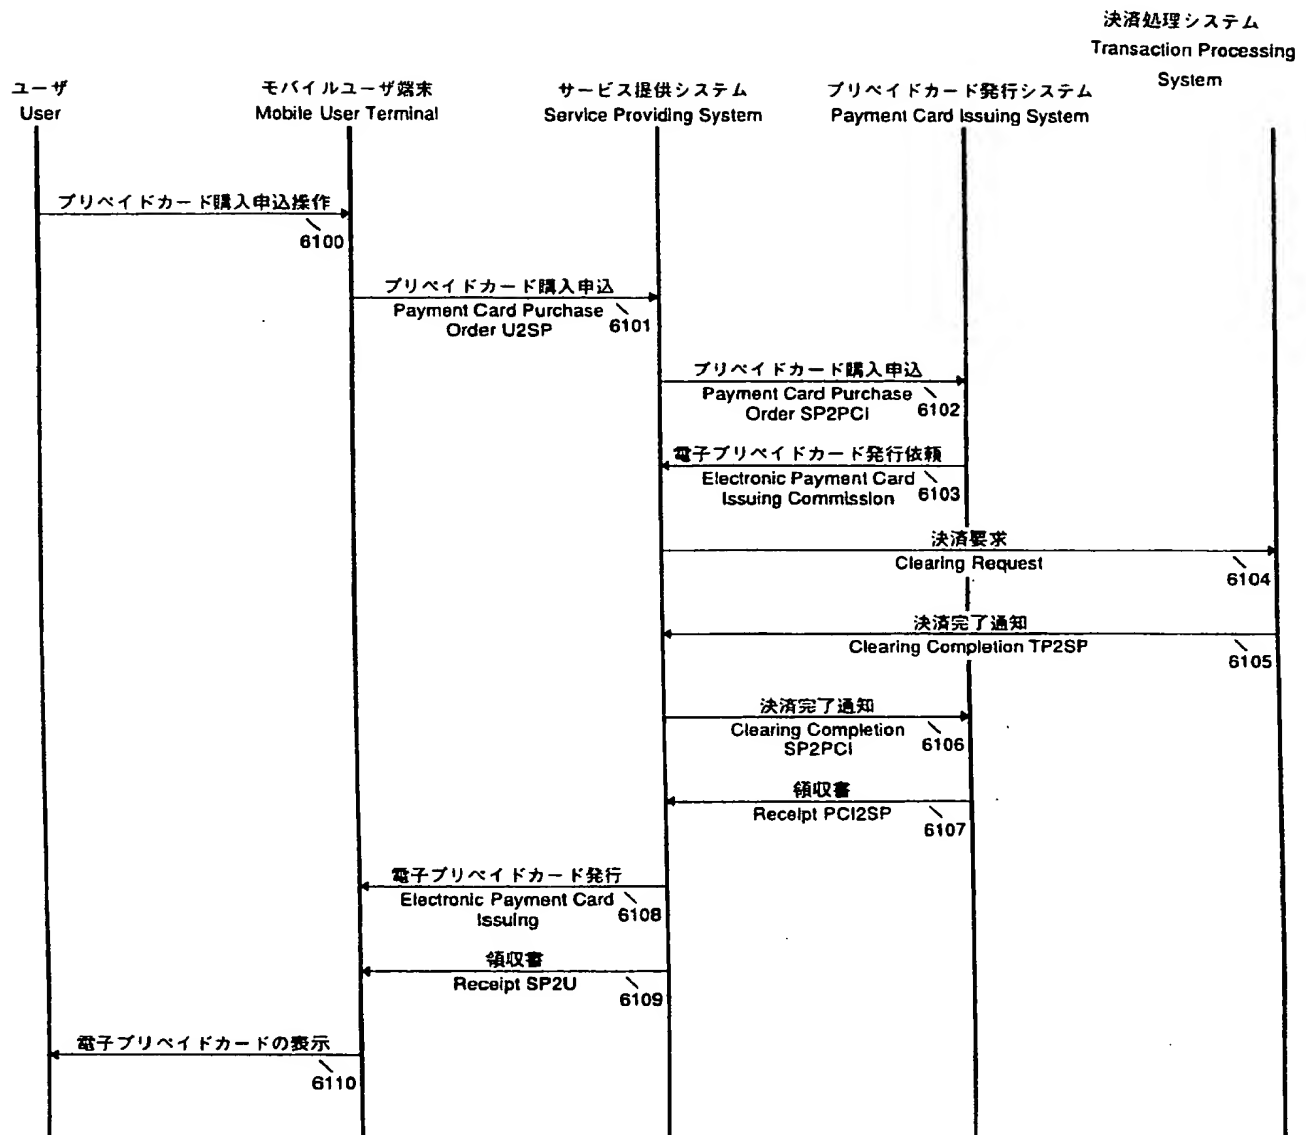 決済処理システム
Transaction Processing
System
ユーザ
User
モバイルユーザ端末
Mobile User Terminal
サービス提供システム
Service Providing System
プリペイドカード発行システム
Payment Card Issuing System
プリペイドカード購入申込操作
6100
プリペイドカード購入申込
Payment Card Purchase
Order U2SP
6101
プリペイドカード購入申込
Payment Card Purchase
Order SP2PCI
6102
電子プリペイドカード発行依頼
Electronic Payment Card
Issuing Commission
6103
決済要求
Clearing Request
6104
決済完了通知
Clearing Completion TP2SP
6105
決済完了通知
Clearing Completion
SP2PCI
6106
領収書
Receipt PCI2SP
6107
電子プリペイドカード発行
Electronic Payment Card
Issuing
6108
領収書
Receipt SP2U
6109
電子プリペイドカードの表示
6110